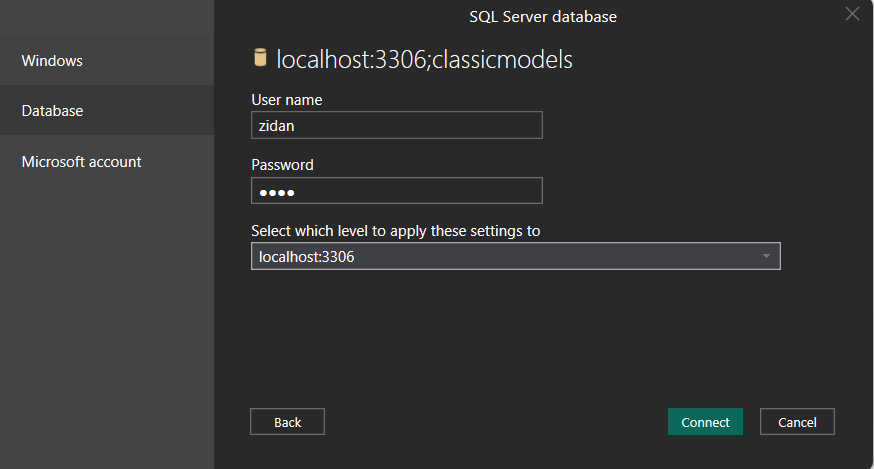 SQL Server database
Windows
Database
Microsoft account
localhost:3306;classicmodels
User name
zidan
Password
●●●●
Select which level to apply these settings to
localhost:3306
Back
Connect
Cancel